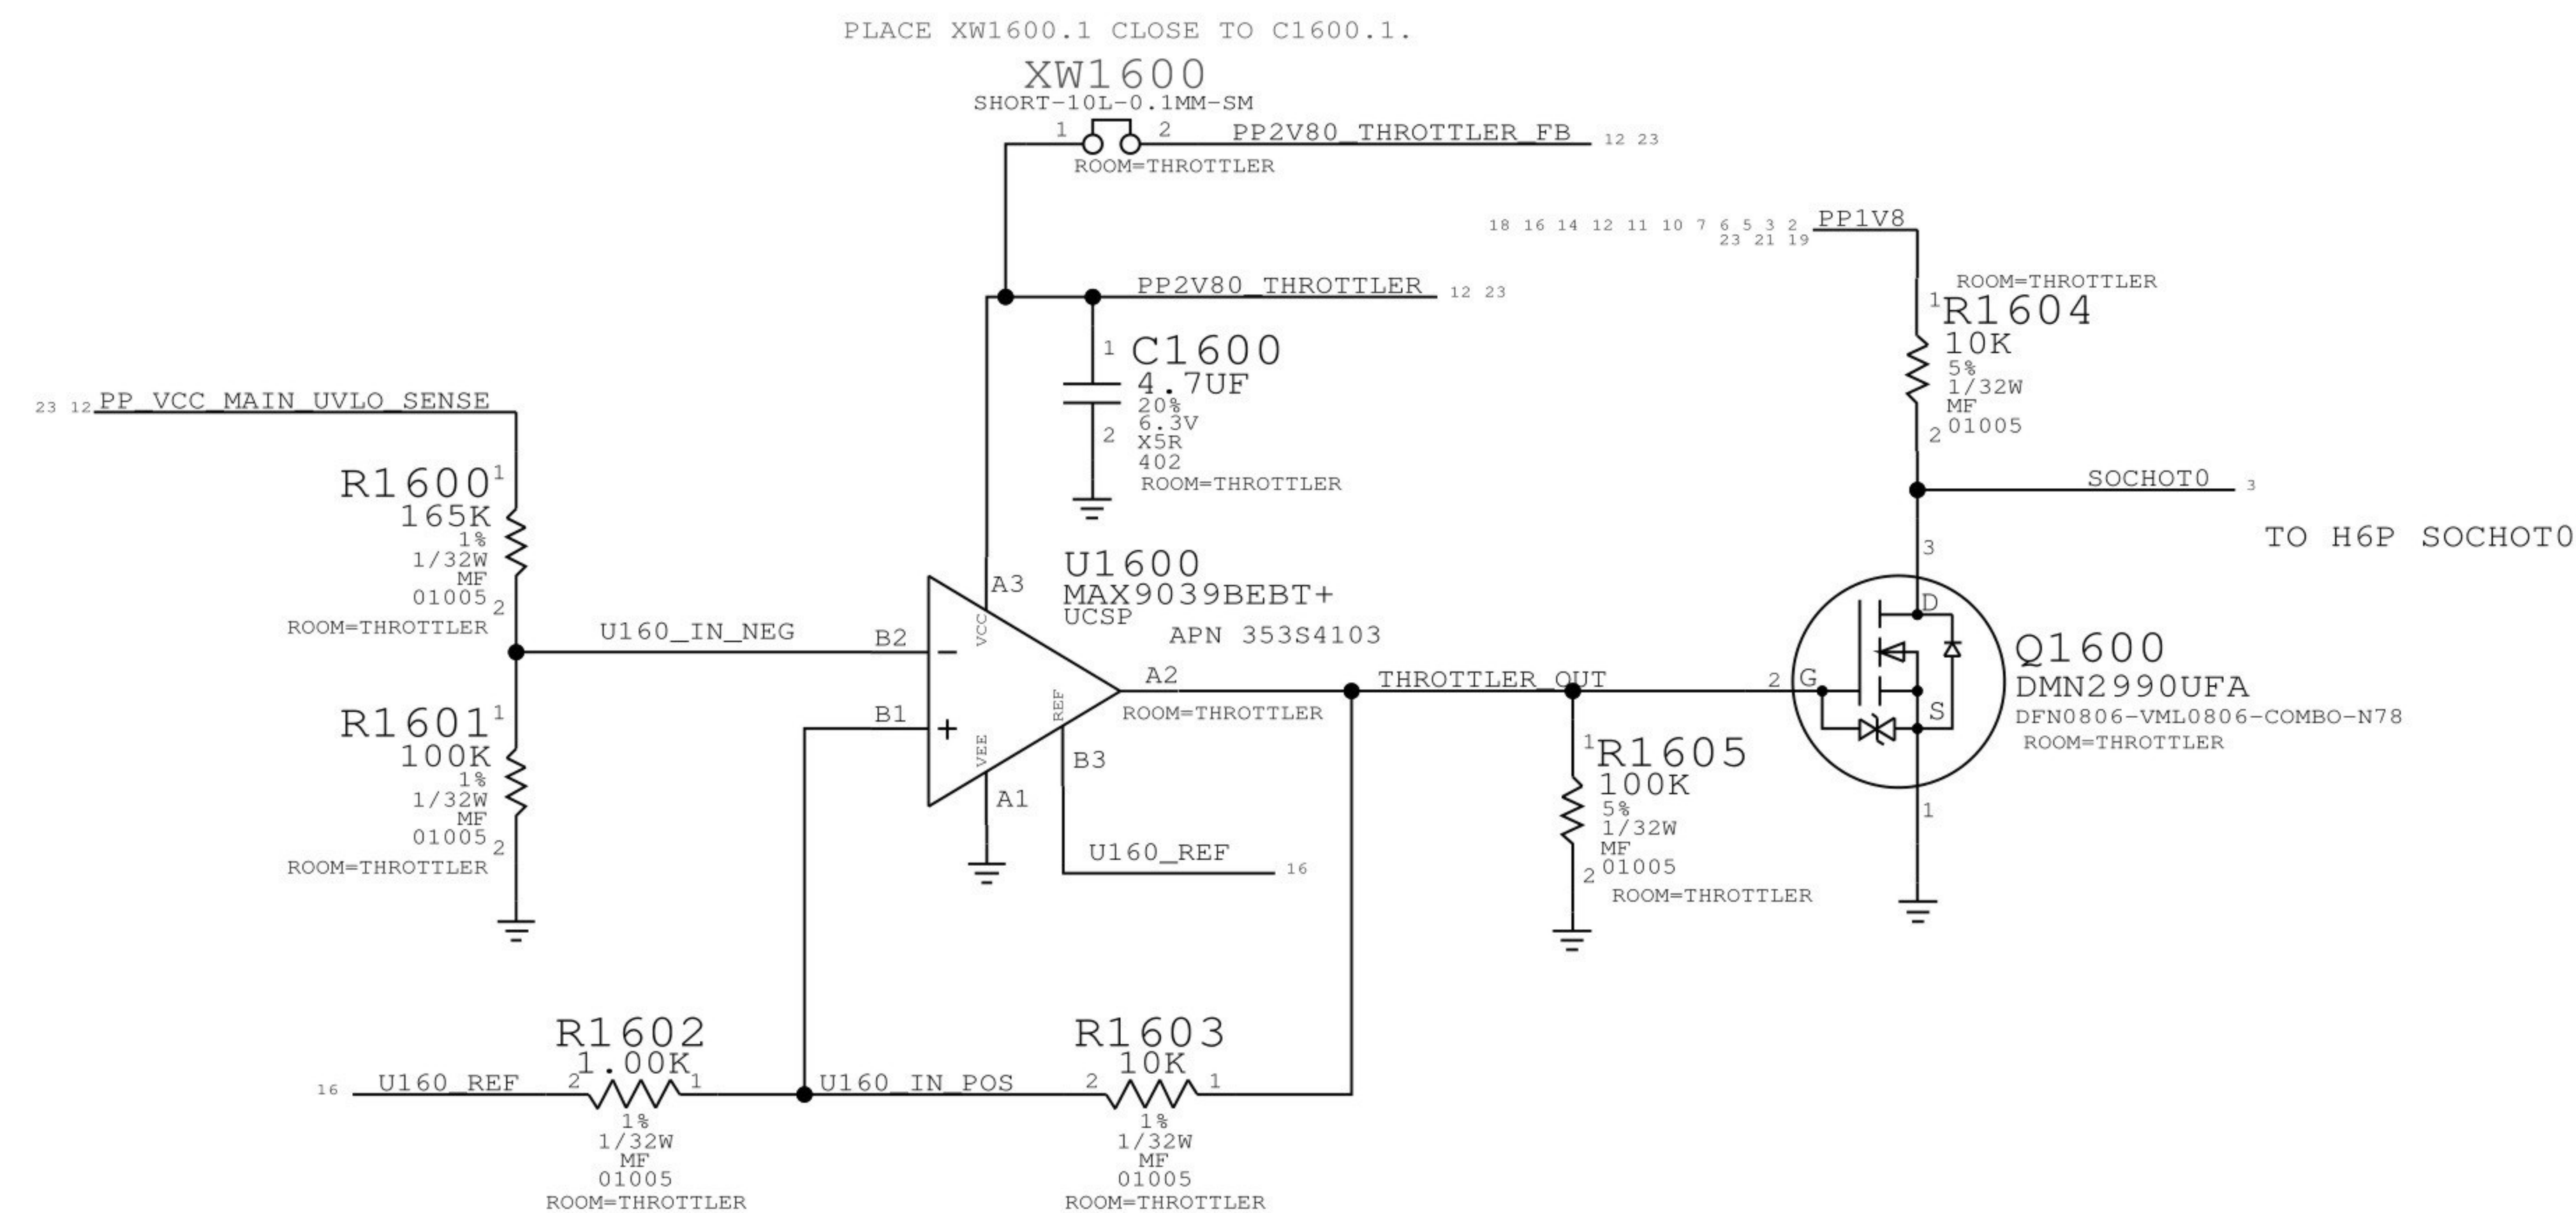 PLACE XW1600.1 CLOSE TO C1600.1.
XW1600
SHORT-10L-0.1MM-SM
1 2 PP2V80_THROTTLER_FB 12 23
ROOM=THROTTLER
18 16 14 12 11 10 7 6 5 3 2 PP1V8
23 21 19
PP2V80_THROTTLER 12 23
1 C1600
4.7UF
20%
6.3V
2 X5R
402
ROOM=THROTTLER
ROOM=THROTTLER
1 R1604
10K
5%
1/32W
MF
2 01005
SOCHOT0 3
TO H6P SOCHOT0
23 12 PP_VCC_MAIN_UVLO_SENSE
R1600 1
165K
1%
1/32W
MF
01005 2
ROOM=THROTTLER
U160_IN_NEG B2
R1601 1
100K
1%
1/32W
MF
01005 2
ROOM=THROTTLER
A3 U1600
MAX9039BEBT+
UCSP
APN 353S4103
VCC
−
+
B1
VEE
REF
A1
B3
U160_REF 16
A2
ROOM=THROTTLER
THROTTLER_OUT
1 R1605
100K
5%
1/32W
MF
2 01005
ROOM=THROTTLER
3
D
2 G
S
1
Q1600
DMN2990UFA
DFN0806-VML0806-COMBO-N78
ROOM=THROTTLER
R1602
1.00K
16 U160_REF 2 1 U160_IN_POS
1%
1/32W
MF
01005
ROOM=THROTTLER
R1603
10K
2 1
1%
1/32W
MF
01005
ROOM=THROTTLER